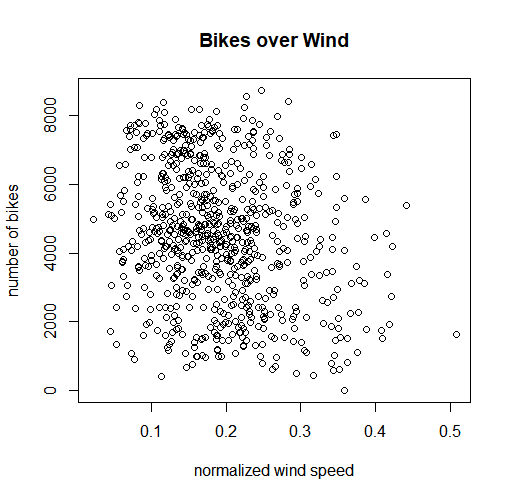 Bikes over Wind
number of bikes
8000
6000
4000
2000
0
0.1 0.2 0.3 0.4 0.5
normalized wind speed